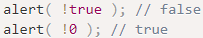 alert( !true ); // false
alert( !0 ); // true